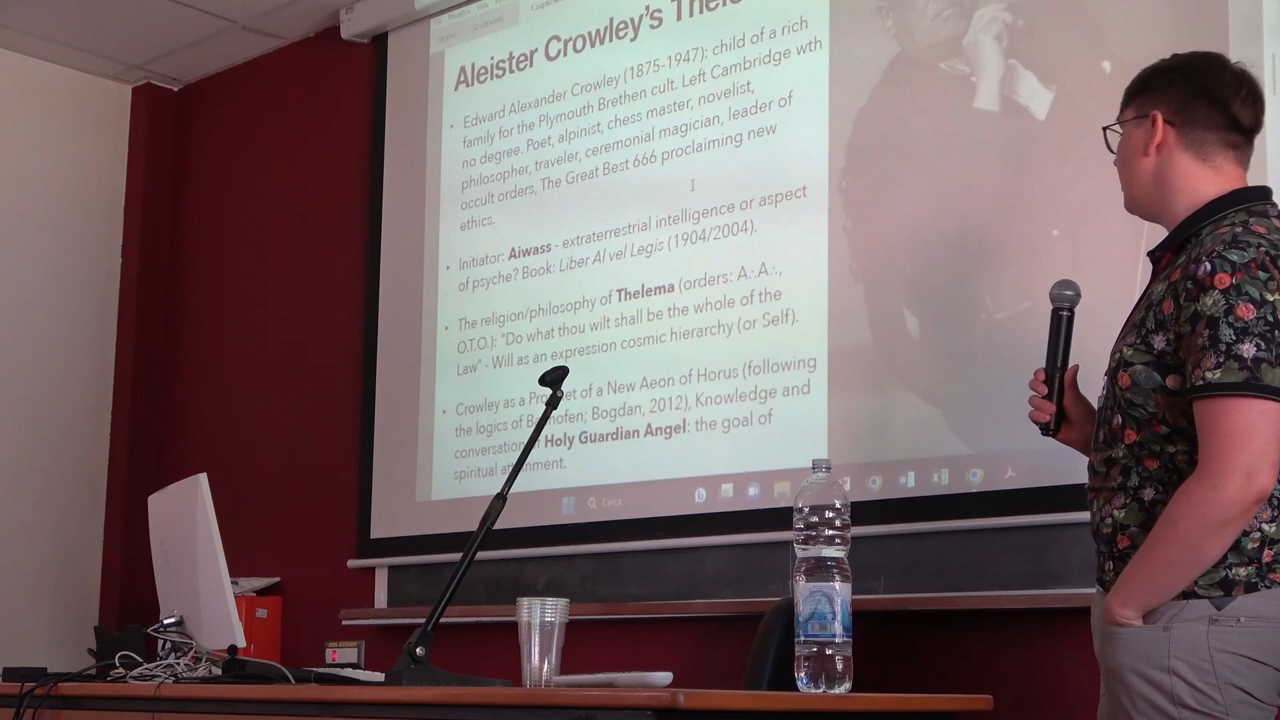 Aleister Crowley's
• Edward Alexander Crowley (1875-1947): child of a rich
family for the Plymouth Brethen cult. Left Cambridge wth
no degree. Poet, alpinist, chess master, novelist,
philosopher, traveler, ceremonial magician, leader of
occult orders, The Great Best 666 proclaiming new
ethics.
• Initiator: Aiwass - extraterrestrial intelligence or aspect
of psyche? Book: Liber Al vel Legis (1904/2004).
• The religion/philosophy of Thelema (orders: A∴A∴,
O.T.O.): "Do what thou wilt shall be the whole of the
Law" - Will as an expression cosmic hierarchy (or Self).
• Crowley as a Prophet of a New Aeon of Horus (following
the logics of Bachofen; Bogdan, 2012), Knowledge and
conversation of Holy Guardian Angel: the goal of
spiritual attainment.
Cerca